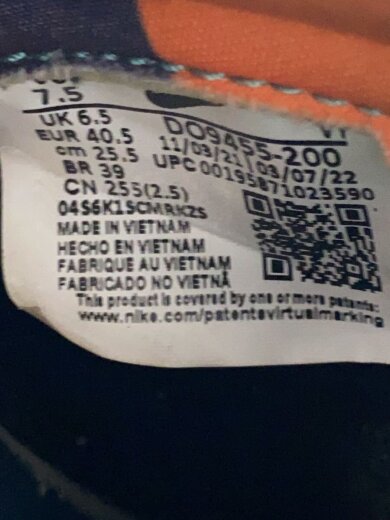 7.5
UK 6.5
EUR 40.5
cm 25.5
BR 39
CN 255(2.5)
DO9455-200
11/03/21 03/07/22
UPC 00195871023590
MADE IN VIETNAM
HECHO EN VIETNAM
FABRIQUE AU VIETNAM
FABRICADO NO VIETNÃ
This product is covered by one or more patents:
www.nike.com/patentsvirtualmarking